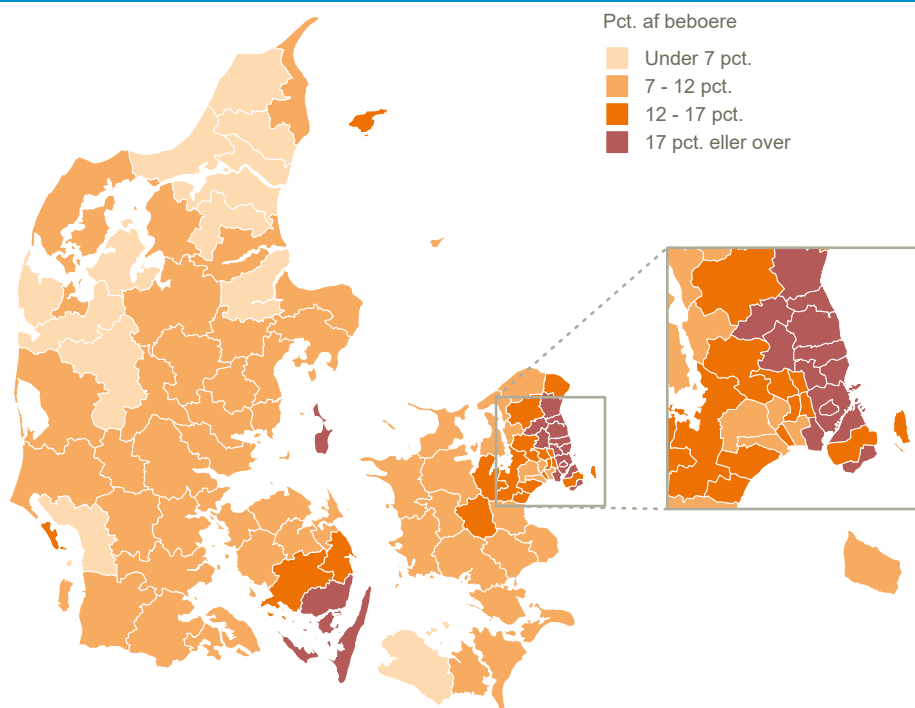 Pct. af beboere
Under 7 pct.
7 - 12 pct.
12 - 17 pct.
17 pct. eller over